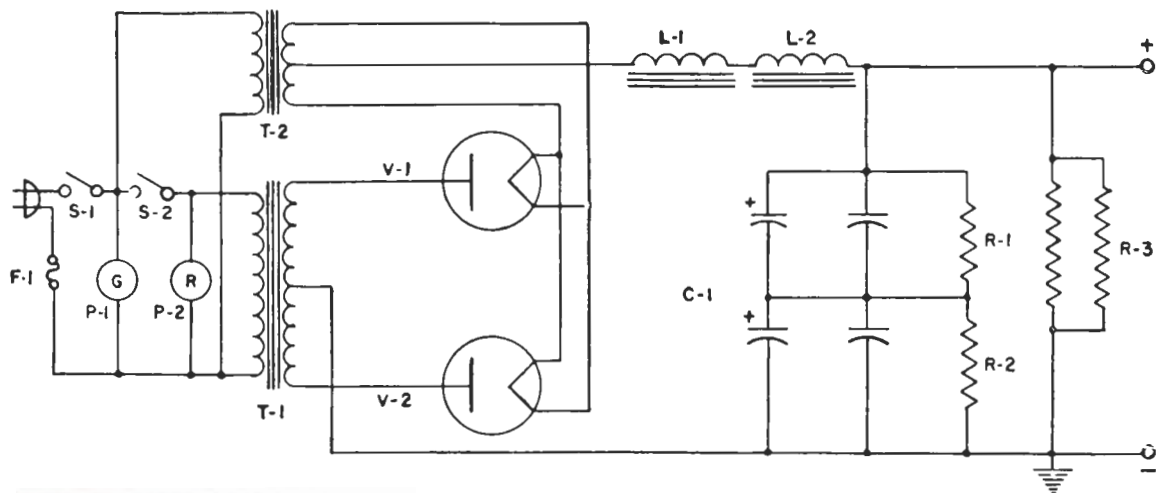 L-1
L-2
+
T-2
V-1
S-1
S-2
F-1
G
R
P-1
P-2
+
C-1
R-1
R-3
+
R-2
T-1
V-2
−